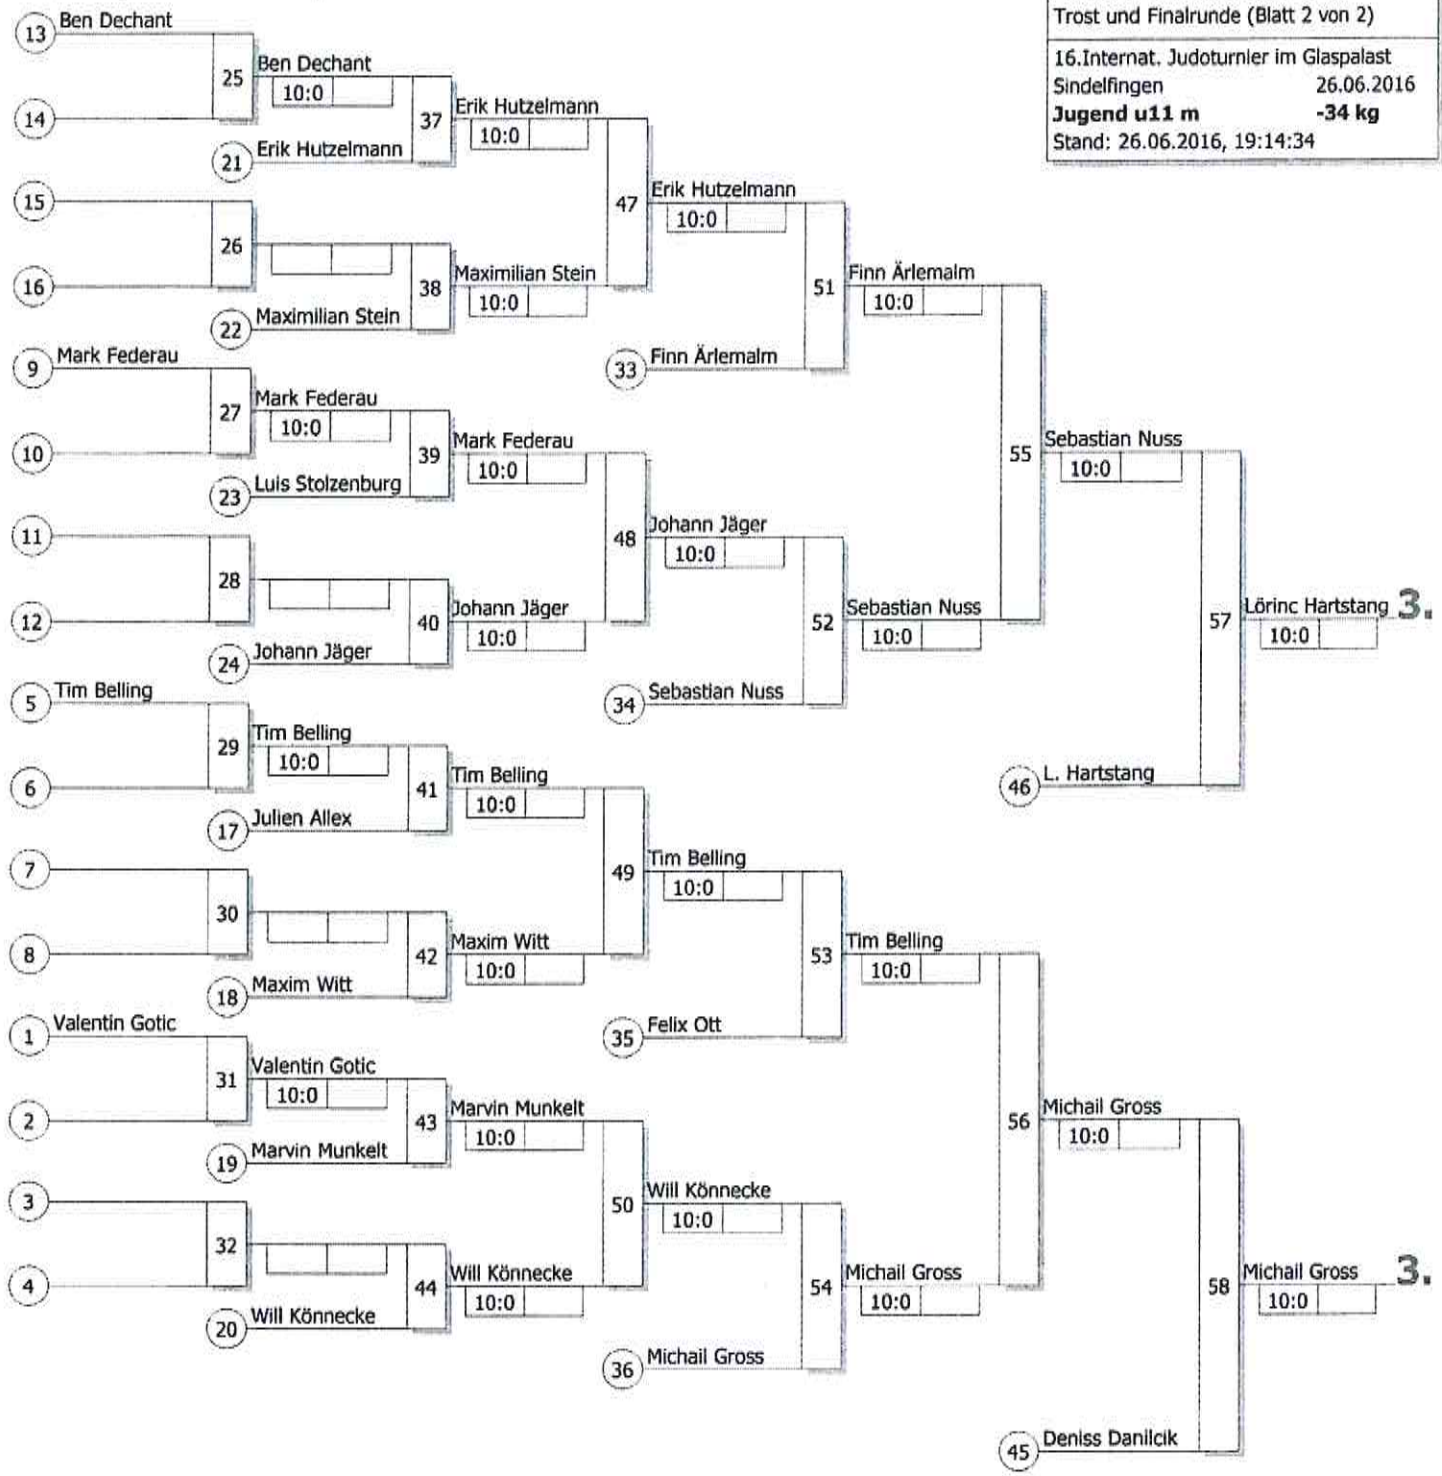 Trost und Finalrunde (Blatt 2 von 2)
16.Internat. Judoturnier im Glaspalast
Sindelfingen 26.06.2016
Jugend u11 m -34 kg
Stand: 26.06.2016, 19:14:34
13 Ben Dechant
25 Ben Dechant
10:0
14
37 Erik Hutzelmann
10:0
21 Erik Hutzelmann
15
47 Erik Hutzelmann
10:0
26
16
38 Maximilian Stein
10:0
22 Maximilian Stein
51 Finn Ärlemalm
10:0
9 Mark Federau
33 Finn Ärlemalm
27 Mark Federau
10:0
10
39 Mark Federau
10:0
23 Luis Stolzenburg
55 Sebastian Nuss
10:0
11
48 Johann Jäger
10:0
28
12
40 Johann Jäger
10:0
52 Sebastian Nuss
10:0
24 Johann Jäger
34 Sebastian Nuss
57 Lörinc Hartstang 3.
10:0
5 Tim Belling
29 Tim Belling
10:0
6
41 Tim Belling
10:0
46 L. Hartstang
17 Julien Allex
7
49 Tim Belling
10:0
30
8
42 Maxim Witt
10:0
53 Tim Belling
10:0
18 Maxim Witt
1 Valentin Gotic
35 Felix Ott
31 Valentin Gotic
10:0
2
43 Marvin Munkelt
10:0
56 Michail Gross
10:0
19 Marvin Munkelt
3
50 Will Könnecke
10:0
32
4
44 Will Könnecke
10:0
54 Michail Gross
10:0
58 Michail Gross 3.
10:0
20 Will Könnecke
36 Michail Gross
45 Deniss Danilcik